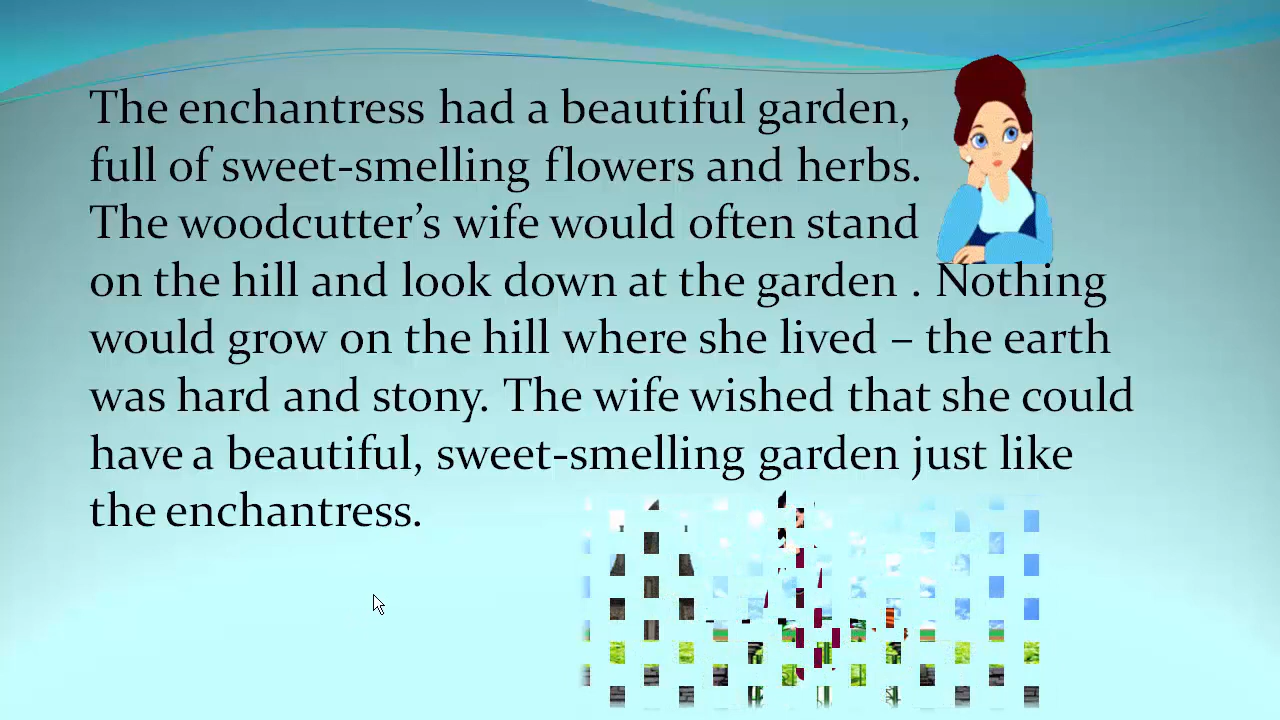 The enchantress had a beautiful garden,
full of sweet-smelling flowers and herbs.
The woodcutter’s wife would often stand
on the hill and look down at the garden . Nothing
would grow on the hill where she lived – the earth
was hard and stony. The wife wished that she could
have a beautiful, sweet-smelling garden just like
the enchantress.